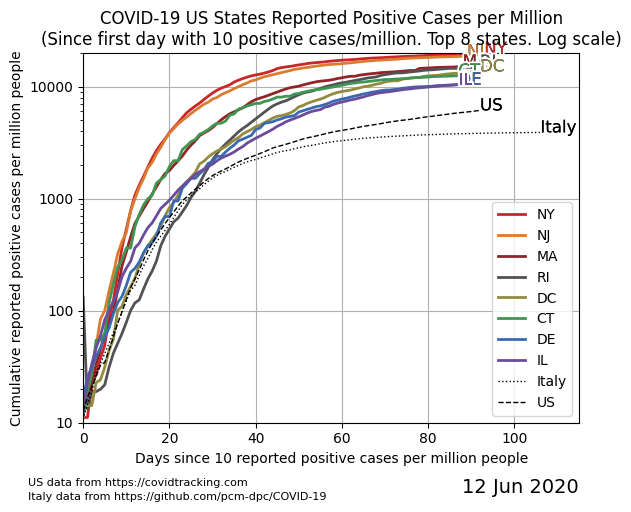 COVID-19 US States Reported Positive Cases per Million
(Since first day with 10 positive cases/million. Top 8 states. Log scale)
Cumulative reported positive cases per million people
10000
1000
100
10
NY
DC
CT
US
Italy
NY
NJ
MA
RI
DC
CT
DE
IL
Italy
US
0
20
40
60
80
100
Days since 10 reported positive cases per million people
US data from https://covidtracking.com
Italy data from https://github.com/pcm-dpc/COVID-19
12 Jun 2020